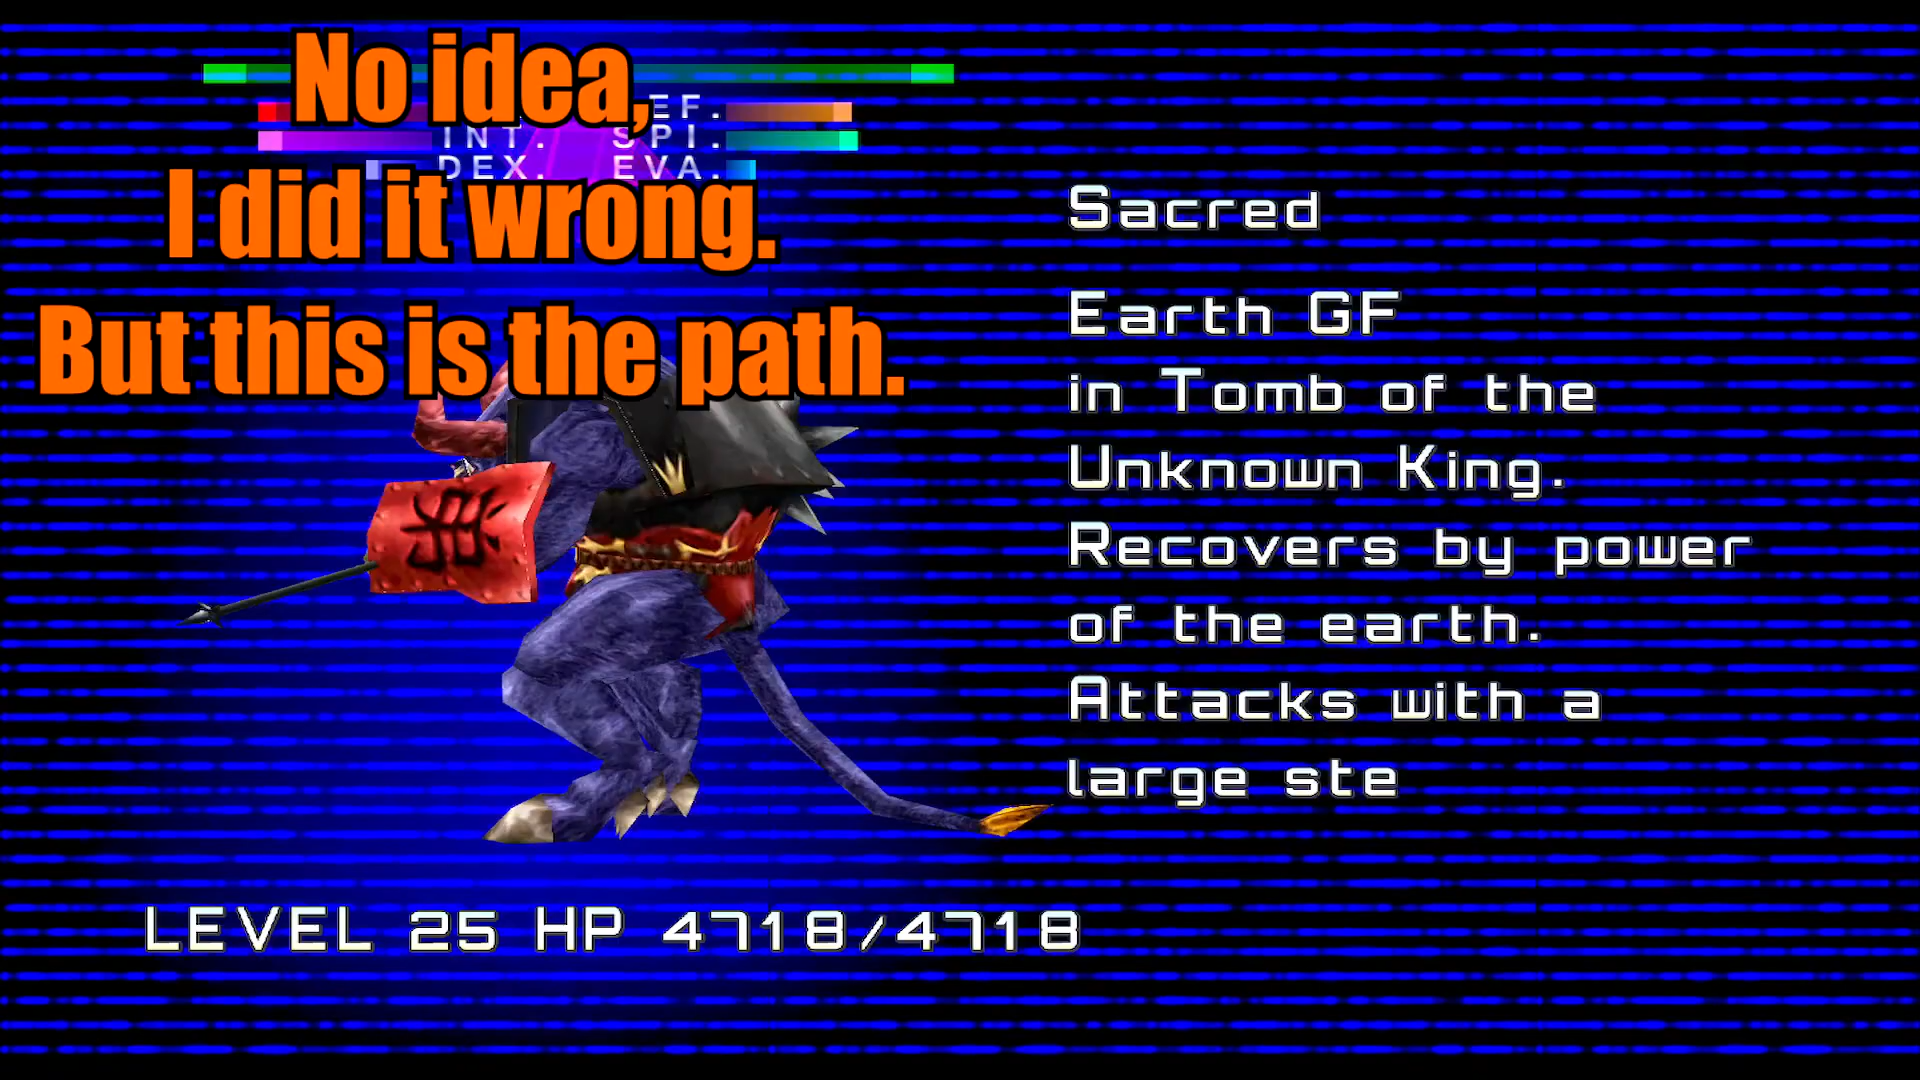 No idea,
EF.
INT. SPI.
DEX. EVA.
I did it wrong.
But this is the path.
Sacred
Earth GF
in Tomb of the
Unknown King.
Recovers by power
of the earth.
Attacks with a
large ste
LEVEL 25 HP 4718/4718